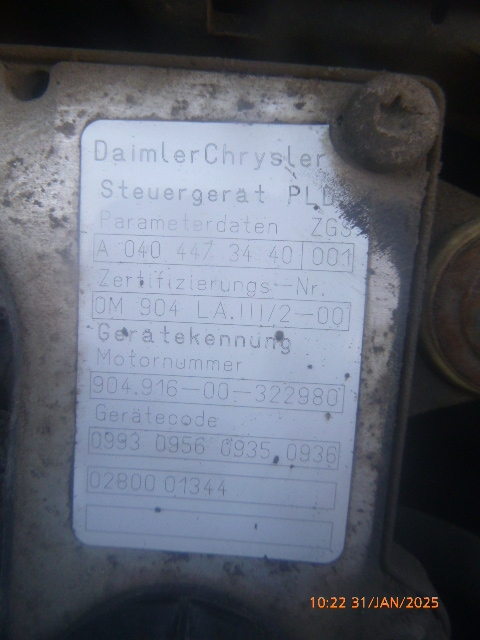 DaimlerChrysler
Steuergerät PLD
Parameterdaten ZGS
A 040 447 34 40 001
Zertifizierungs-Nr.
OM 904 LA.III/2-00
Gerätekennung
Motornummer
904.916-00-322980
Gerätecode
0993 0956 0935 0936
02800 01344
10:22 31/JAN/2025